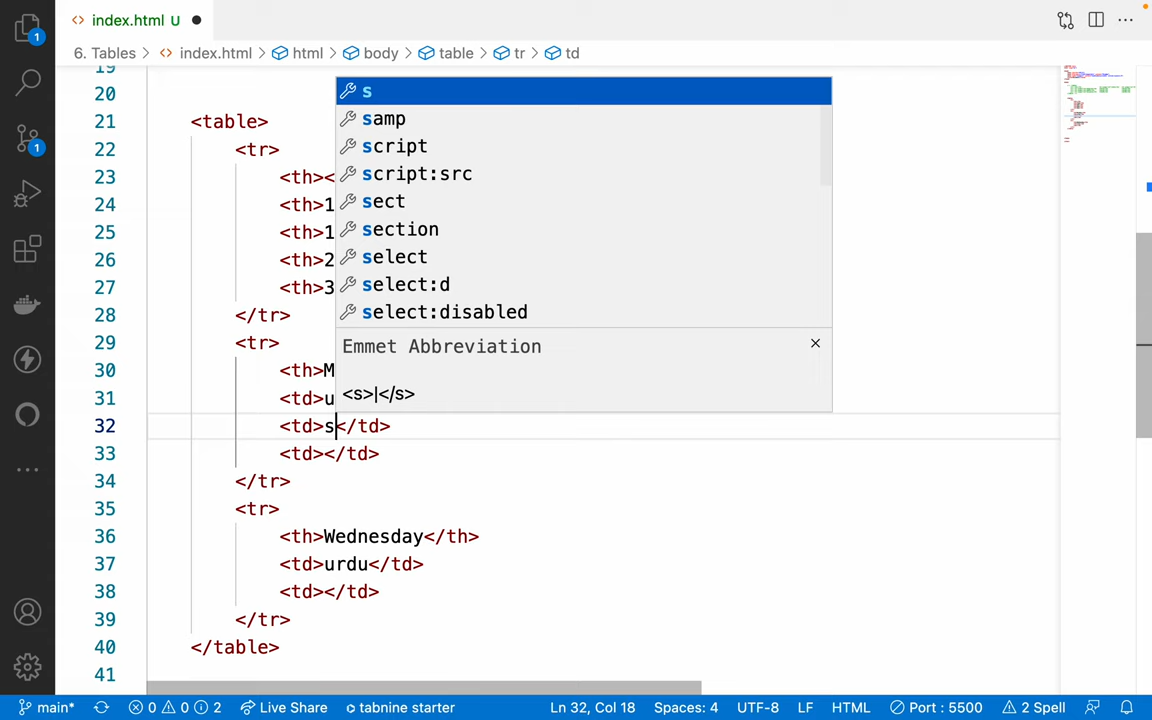 index.html U
6. Tables > index.html > html > body > table > tr > td
19
20
21 <table>
22 <tr>
23 <th><
24 <th>1
25 <th>1
26 <th>2
27 <th>3
28 </tr>
29 <tr>
30 <th>M
31 <td>u
32 <td>s</td>
33 <td></td>
34 </tr>
35 <tr>
36 <th>Wednesday</th>
37 <td>urdu</td>
38 <td></td>
39 </tr>
40 </table>
41
s
samp
script
script:src
sect
section
select
select:d
select:disabled
Emmet Abbreviation
<s>|</s>
1
1
main* 0 0 2 Live Share tabnine starter Ln 32, Col 18 Spaces: 4 UTF-8 LF HTML Port : 5500 2 Spell